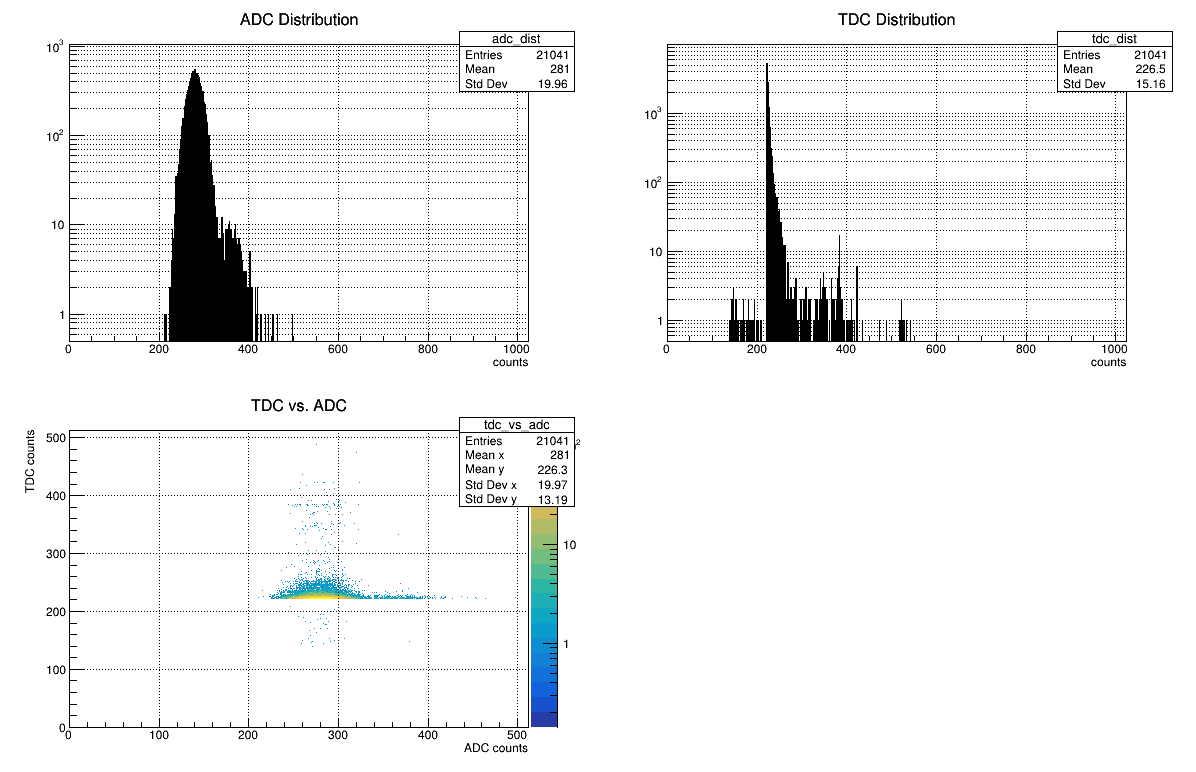 ADC Distribution
adc_dist
Entries 21041
Mean 281
Std Dev 19.96
10³
10²
10
1
0 200 400 600 800 1000
counts
TDC Distribution
tdc_dist
Entries 21041
Mean 226.5
Std Dev 15.16
10³
10²
10
1
0 200 400 600 800 1000
counts
TDC vs. ADC
tdc_vs_adc
Entries 21041
Mean x 281
Mean y 226.3
Std Dev x 19.97
Std Dev y 13.19
TDC counts
500
400
300
200
100
0
0 100 200 300 400 500
ADC counts
2
10
1